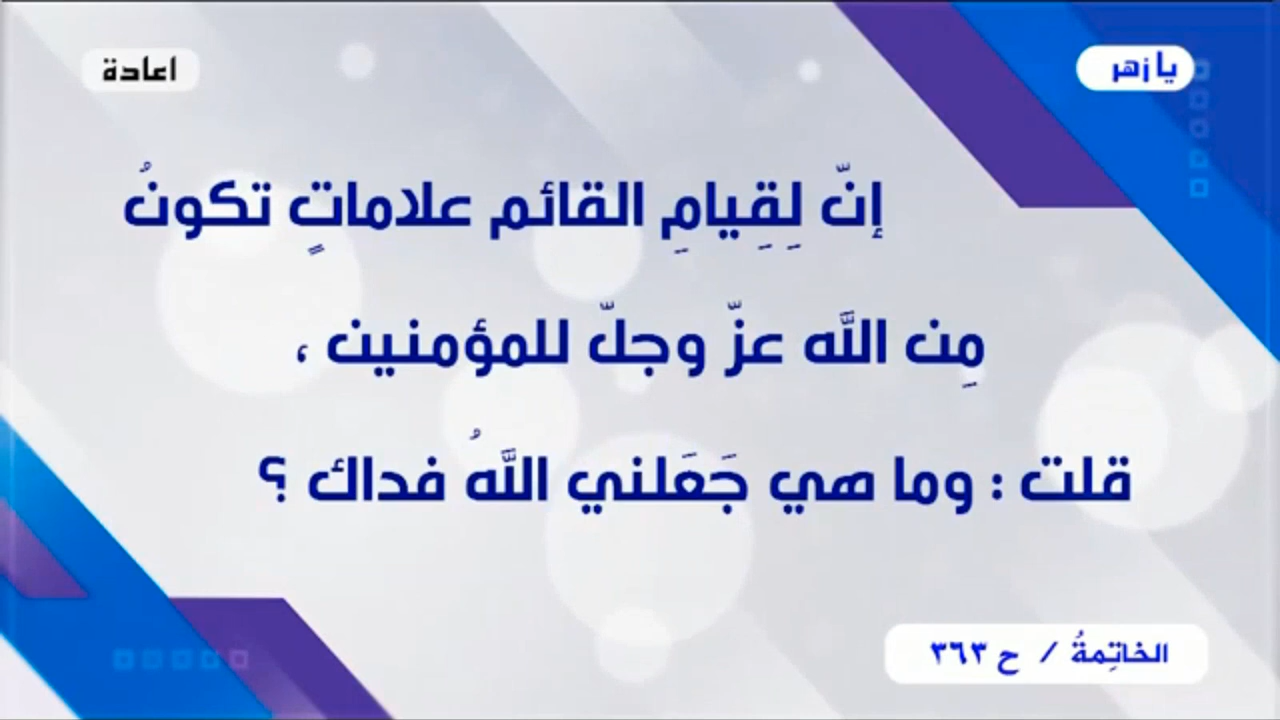 يا زهر
اعادة
إنّ لِقِيامِ القائم علاماتٍ تكونُ
مِن اللَّه عزّ وجلّ للمؤمنين ،
قلت : وما هي جَعَلني اللَّهُ فداك ؟
الخاتِمةُ / ح ٣٦٣